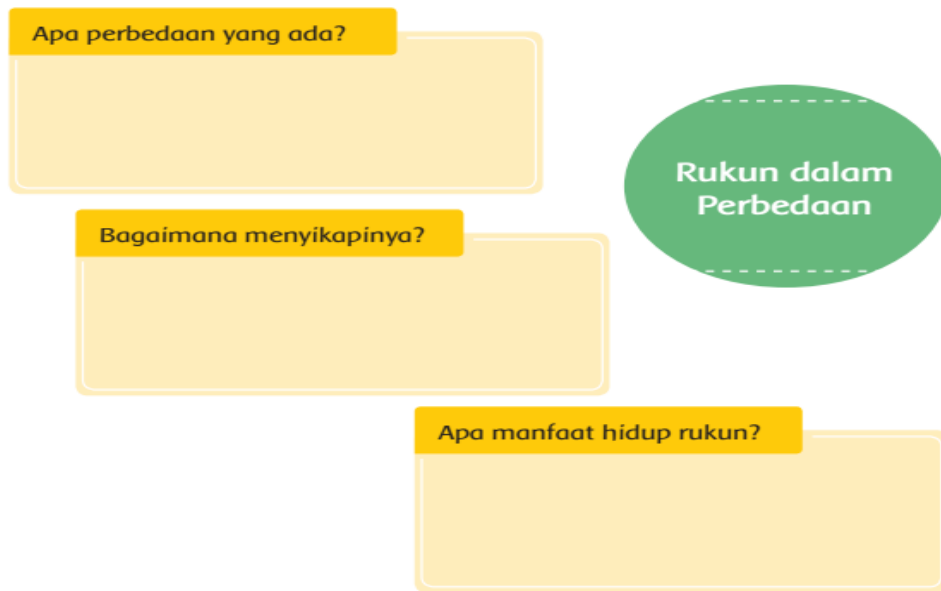 Apa perbedaan yang ada?
Rukun dalam
Perbedaan
Bagaimana menyikapinya?
Apa manfaat hidup rukun?